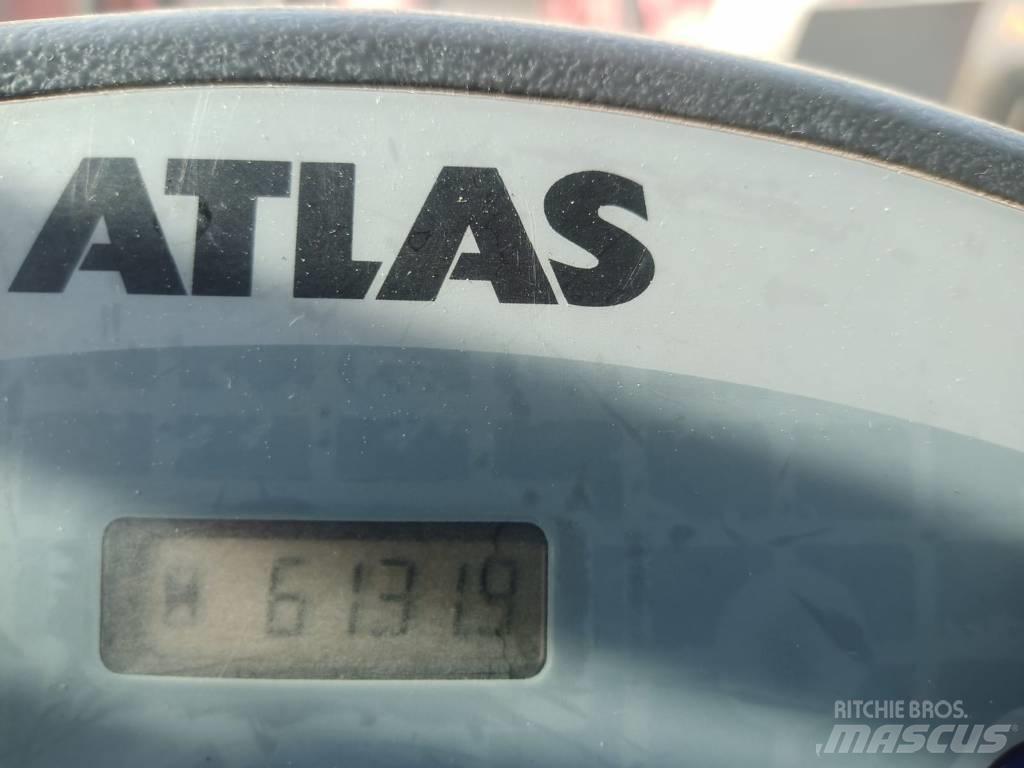 ATLAS
H 6131.9
RITCHIE BROS.
MASCUS